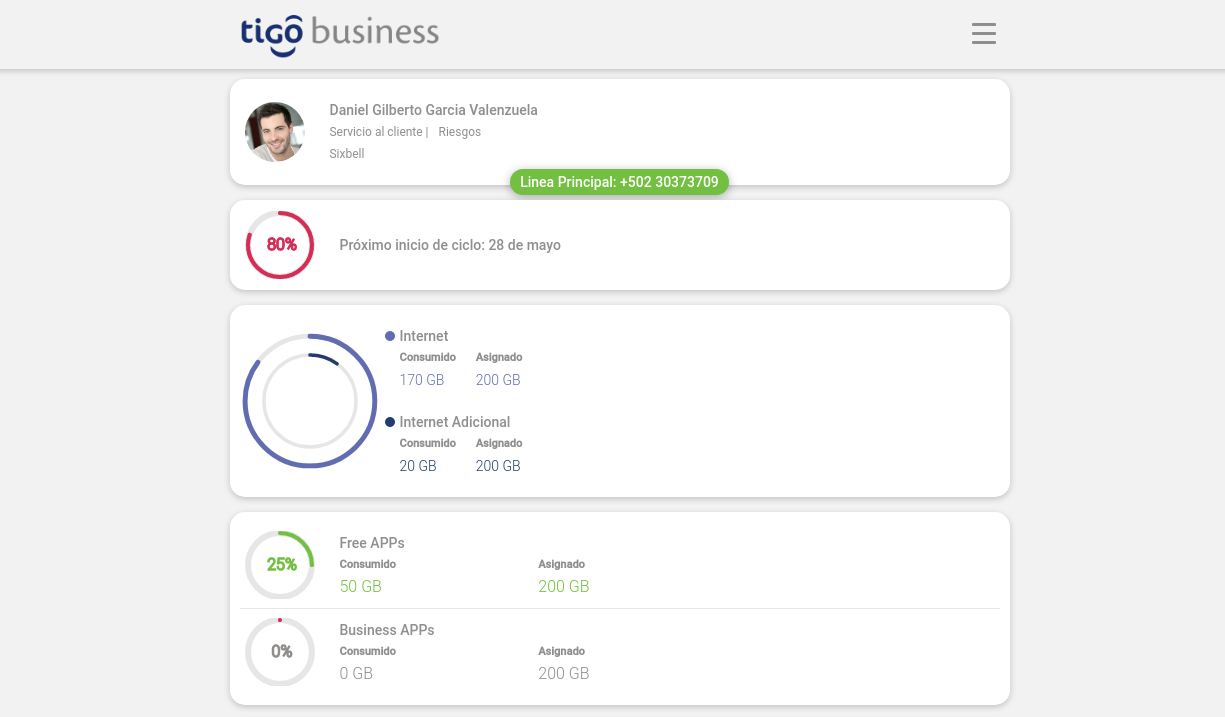 tigô business
Daniel Gilberto Garcia Valenzuela
Servicio al cliente | Riesgos
Sixbell
Linea Principal: +502 30373709
80%
Próximo inicio de ciclo: 28 de mayo
Internet
Consumido Asignado
170 GB 200 GB
Internet Adicional
Consumido Asignado
20 GB 200 GB
25%
Free APPs
Consumido Asignado
50 GB 200 GB
0%
Business APPs
Consumido Asignado
0 GB 200 GB